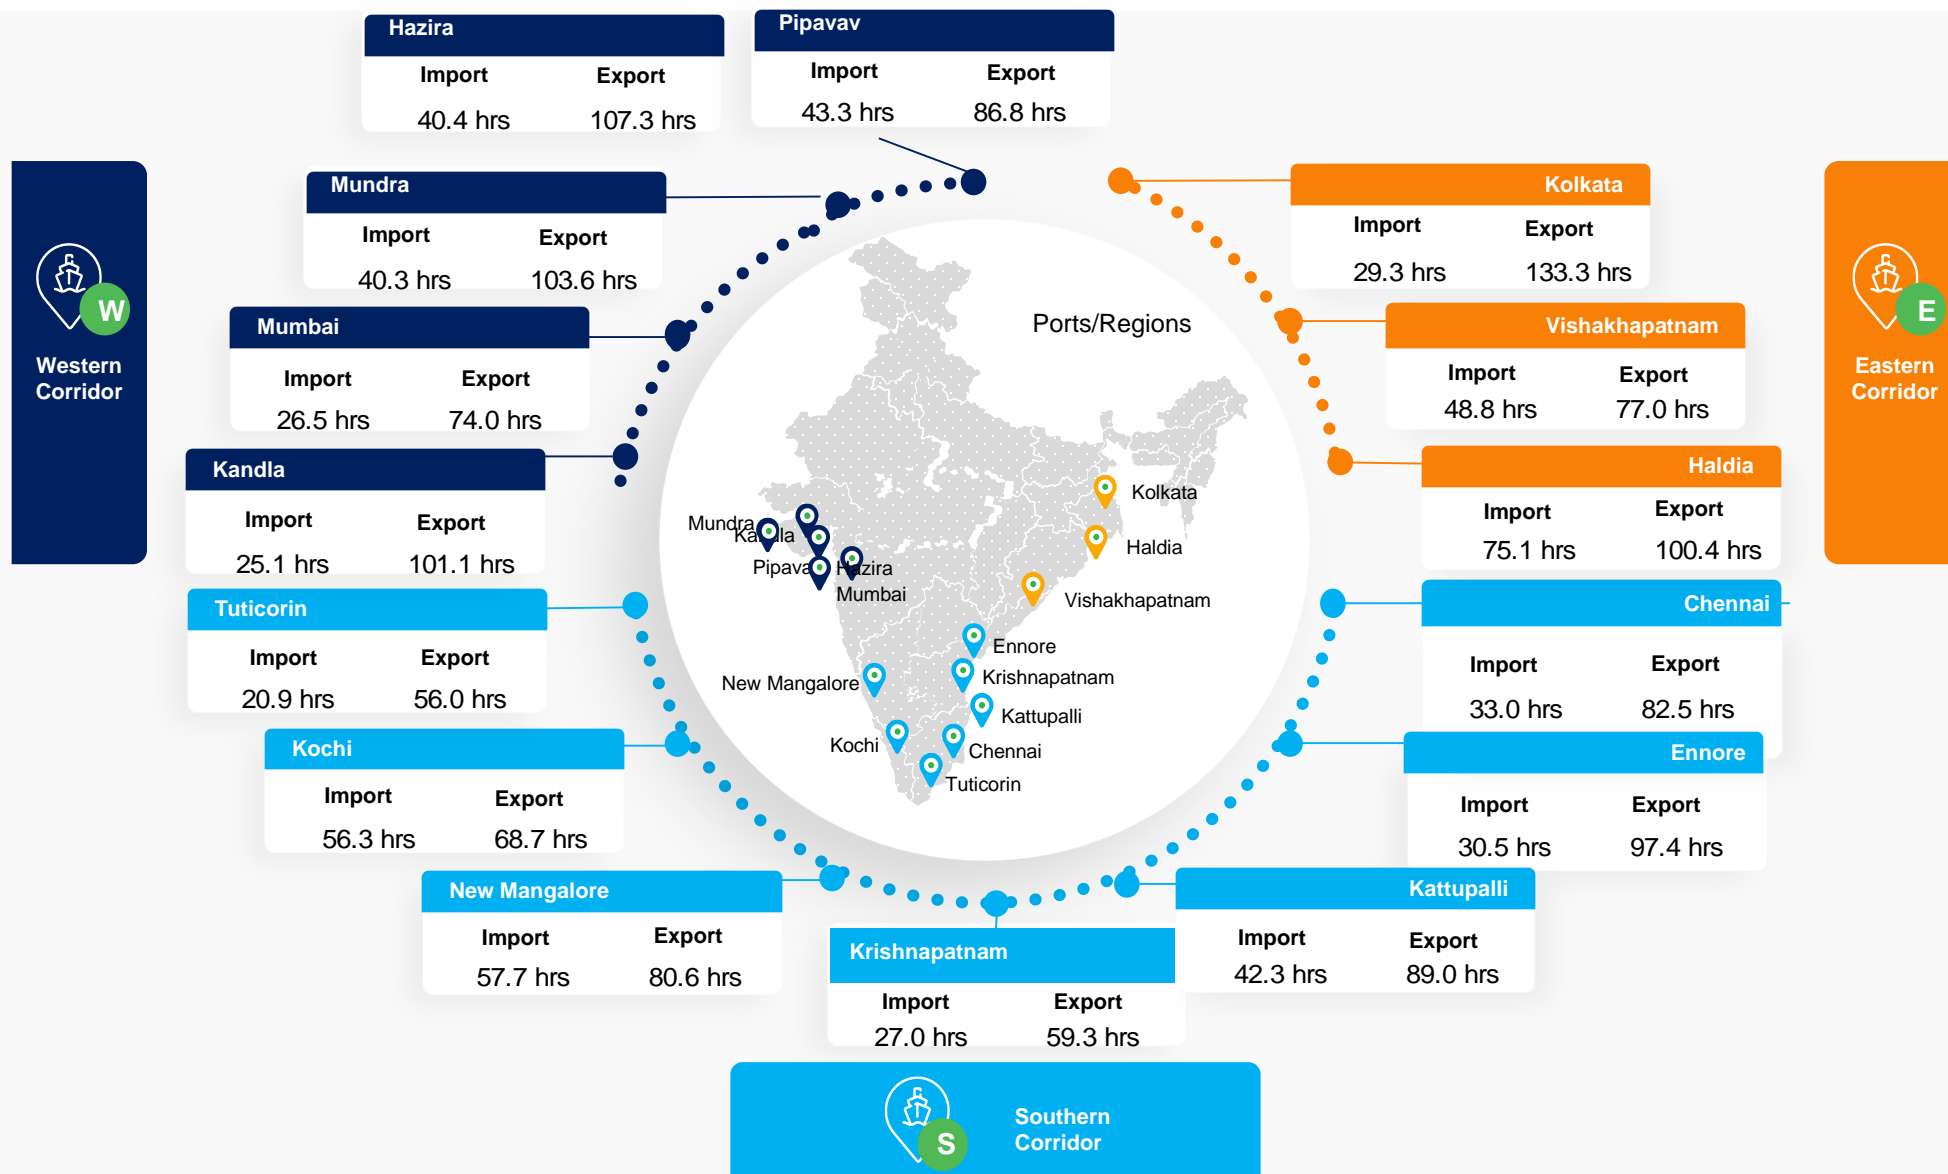 Hazira
Import Export
40.4 hrs 107.3 hrs
Pipavav
Import Export
43.3 hrs 86.8 hrs
Mundra
Import Export
40.3 hrs 103.6 hrs
Mumbai
Import Export
26.5 hrs 74.0 hrs
Kandla
Import Export
25.1 hrs 101.1 hrs
Tuticorin
Import Export
20.9 hrs 56.0 hrs
Kochi
Import Export
56.3 hrs 68.7 hrs
New Mangalore
Import Export
57.7 hrs 80.6 hrs
Krishnapatnam
Import Export
27.0 hrs 59.3 hrs
Kolkata
Import Export
29.3 hrs 133.3 hrs
Vishakhapatnam
Import Export
48.8 hrs 77.0 hrs
Haldia
Import Export
75.1 hrs 100.4 hrs
Chennai
Import Export
33.0 hrs 82.5 hrs
Ennore
Import Export
30.5 hrs 97.4 hrs
Kattupalli
Import Export
42.3 hrs 89.0 hrs
W
Western
Corridor
E
Eastern
Corridor
S
Southern
Corridor
Ports/Regions
Kolkata
Mundra
Kandla
Haldia
Pipavav
Hazira
Mumbai
Vishakhapatnam
Ennore
New Mangalore
Krishnapatnam
Kattupalli
Kochi
Chennai
Tuticorin